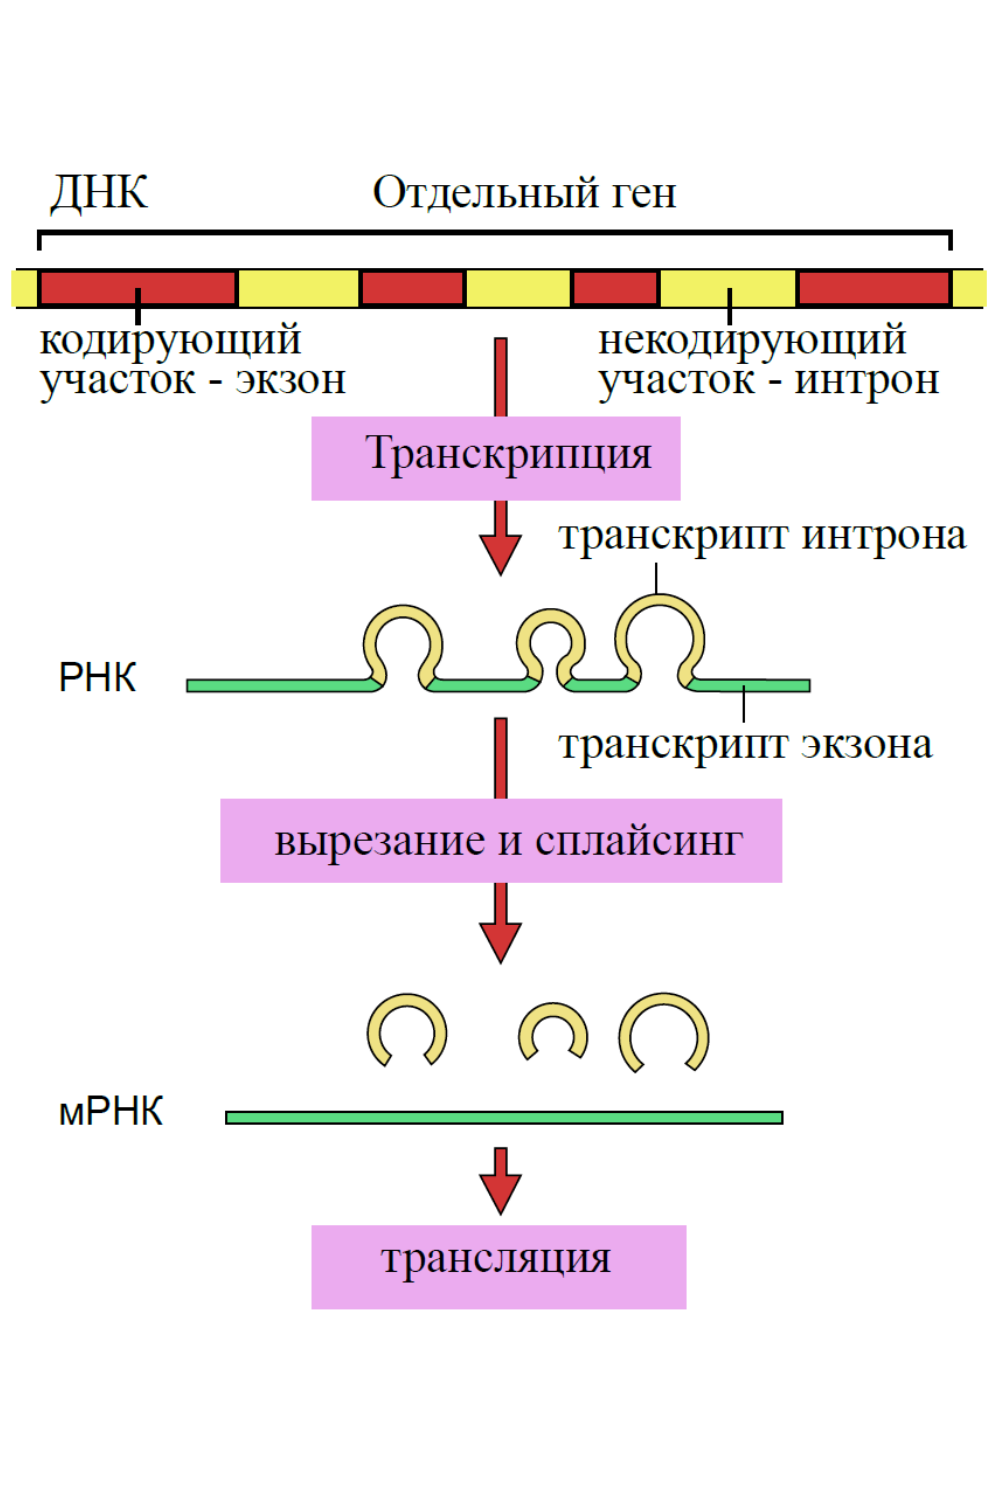 ДНК
Отдельный ген
кодирующий
участок - экзон
некодирующий
участок - интрон
Транскрипция
транскрипт интрона
РНК
транскрипт экзона
вырезание и сплайсинг
мРНК
трансляция